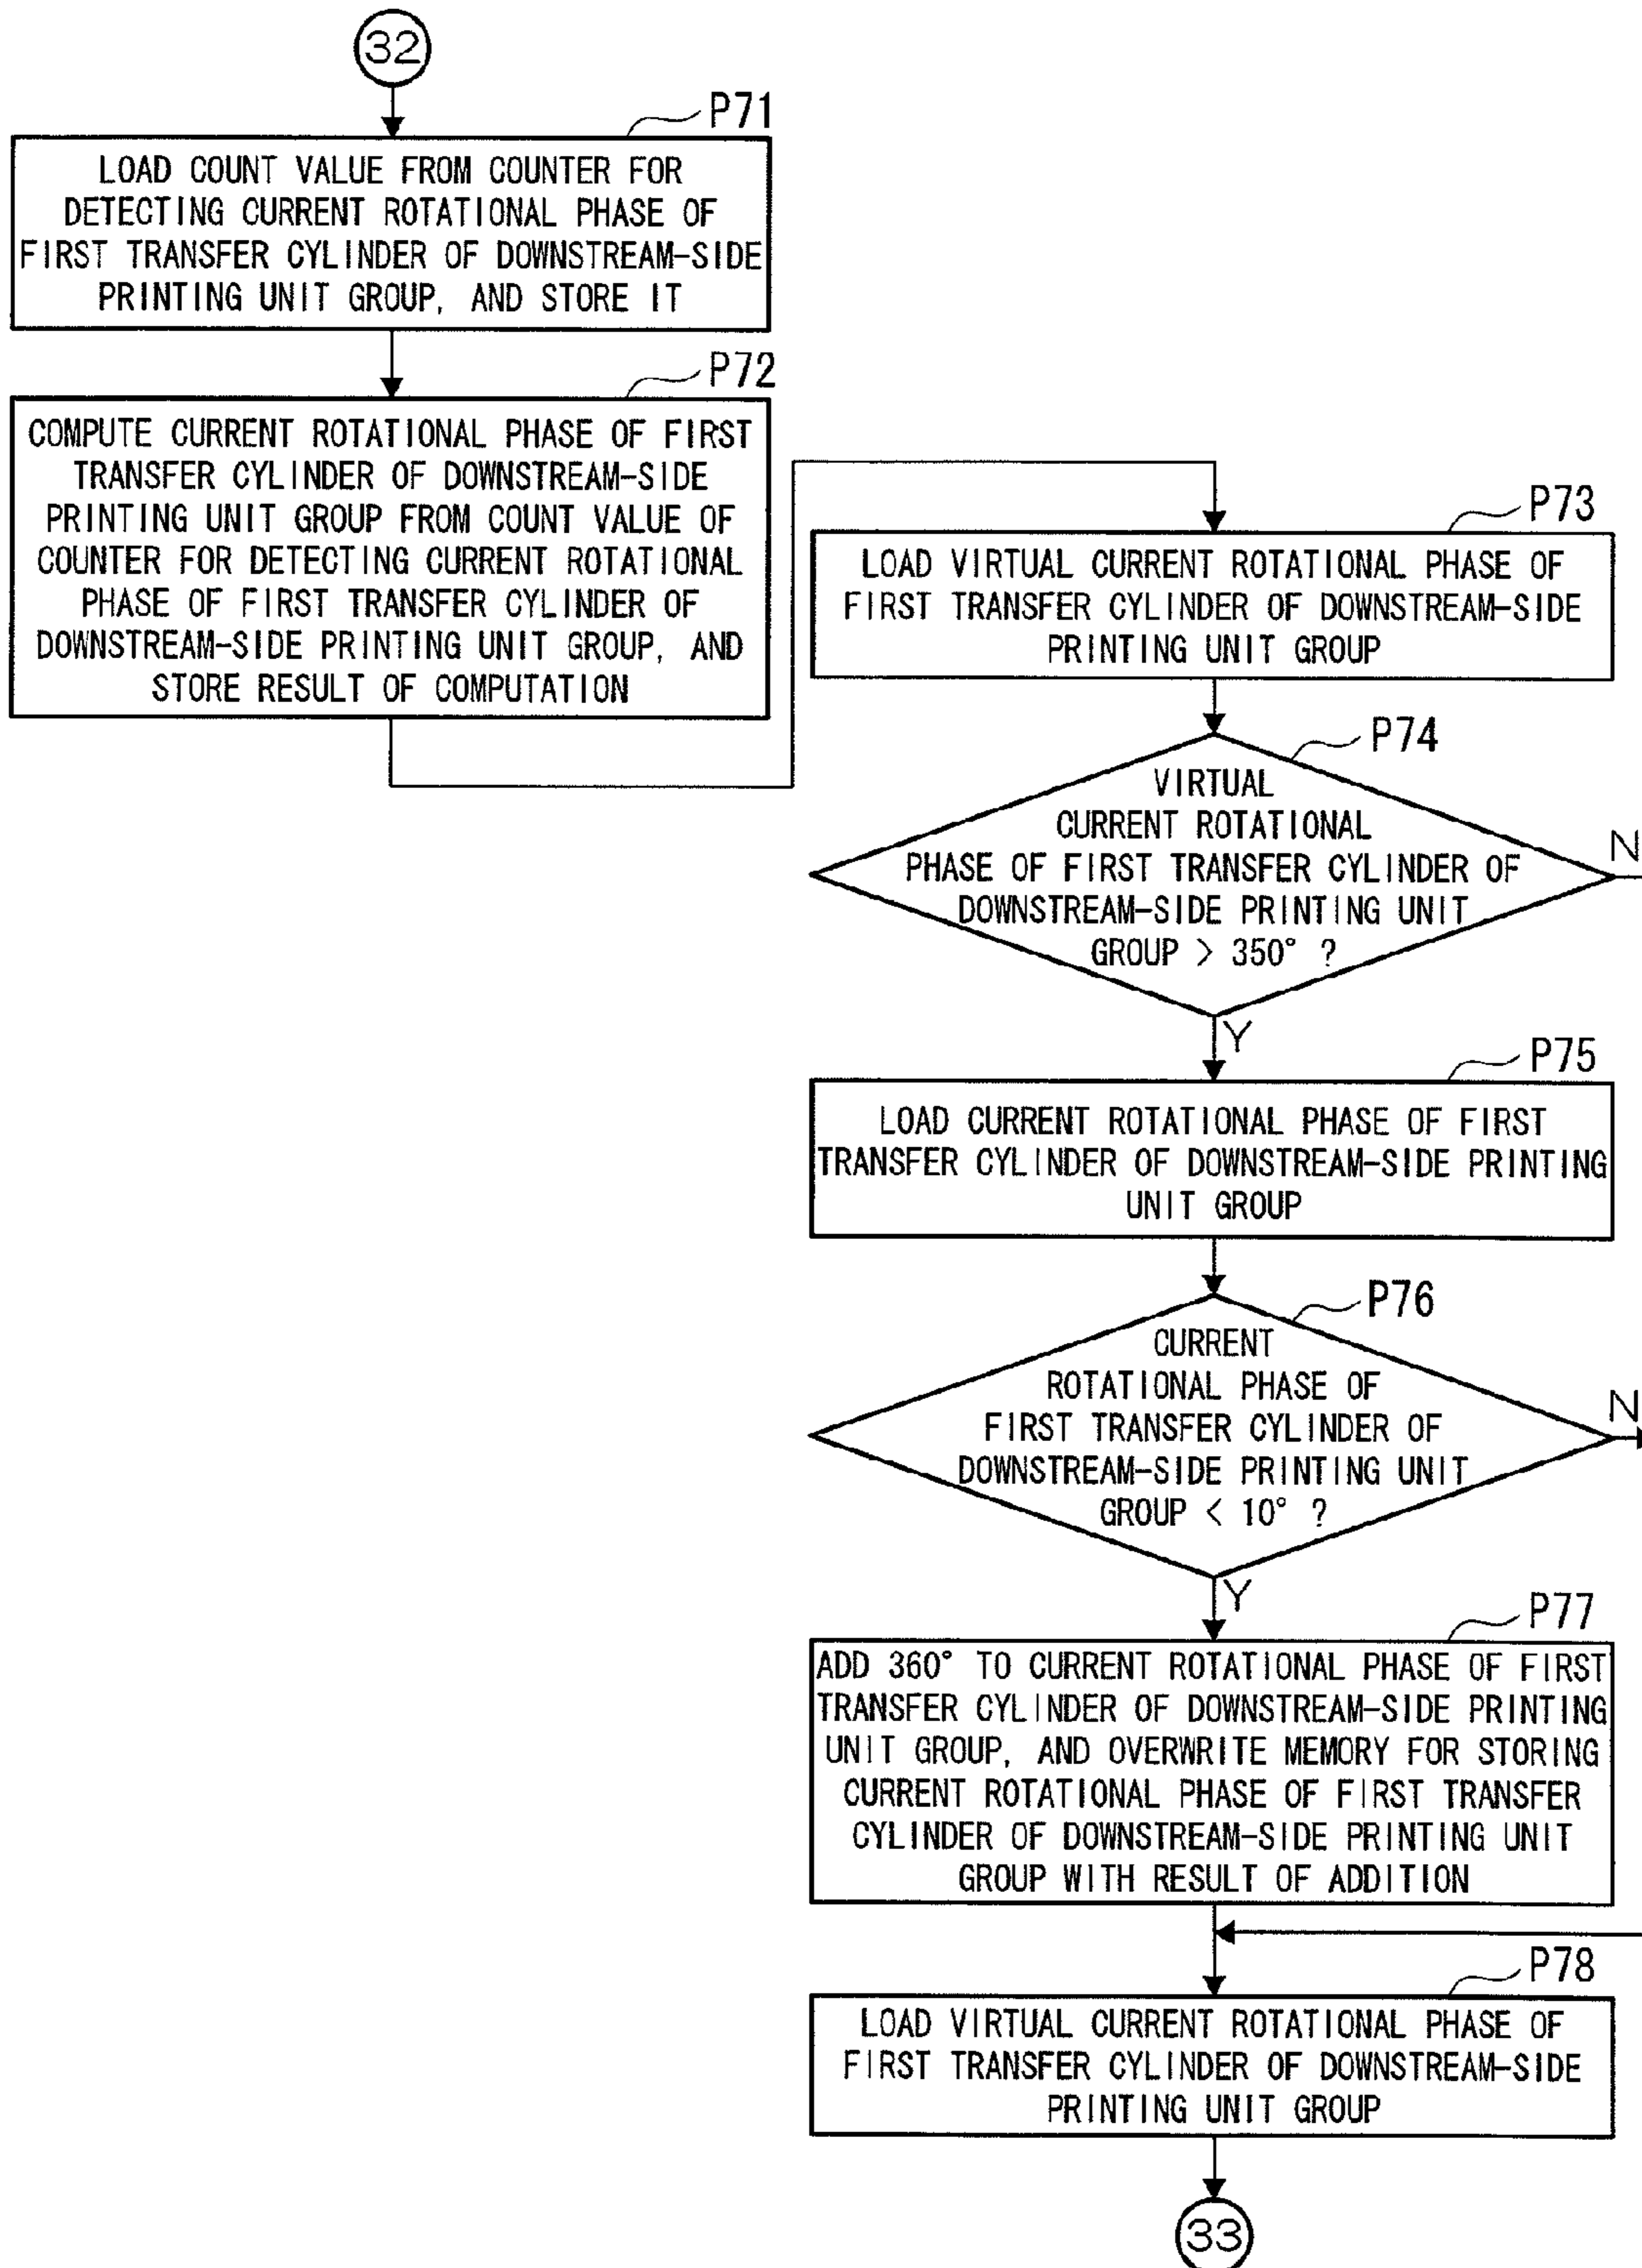 32
P71
LOAD COUNT VALUE FROM COUNTER FOR
DETECTING CURRENT ROTATIONAL PHASE OF
FIRST TRANSFER CYLINDER OF DOWNSTREAM-SIDE
PRINTING UNIT GROUP, AND STORE IT
P72
COMPUTE CURRENT ROTATIONAL PHASE OF FIRST
TRANSFER CYLINDER OF DOWNSTREAM-SIDE
PRINTING UNIT GROUP FROM COUNT VALUE OF
COUNTER FOR DETECTING CURRENT ROTATIONAL
PHASE OF FIRST TRANSFER CYLINDER OF
DOWNSTREAM-SIDE PRINTING UNIT GROUP, AND
STORE RESULT OF COMPUTATION
P73
LOAD VIRTUAL CURRENT ROTATIONAL PHASE OF
FIRST TRANSFER CYLINDER OF DOWNSTREAM-SIDE
PRINTING UNIT GROUP
P74
VIRTUAL
CURRENT ROTATIONAL
PHASE OF FIRST TRANSFER CYLINDER OF
DOWNSTREAM-SIDE PRINTING UNIT
GROUP > 350° ?
N
Y
P75
LOAD CURRENT ROTATIONAL PHASE OF FIRST
TRANSFER CYLINDER OF DOWNSTREAM-SIDE PRINTING
UNIT GROUP
P76
CURRENT
ROTATIONAL PHASE OF
FIRST TRANSFER CYLINDER OF
DOWNSTREAM-SIDE PRINTING UNIT
GROUP < 10° ?
N
Y
P77
ADD 360° TO CURRENT ROTATIONAL PHASE OF FIRST
TRANSFER CYLINDER OF DOWNSTREAM-SIDE PRINTING
UNIT GROUP, AND OVERWRITE MEMORY FOR STORING
CURRENT ROTATIONAL PHASE OF FIRST TRANSFER
CYLINDER OF DOWNSTREAM-SIDE PRINTING UNIT
GROUP WITH RESULT OF ADDITION
P78
LOAD VIRTUAL CURRENT ROTATIONAL PHASE OF
FIRST TRANSFER CYLINDER OF DOWNSTREAM-SIDE
PRINTING UNIT GROUP
33